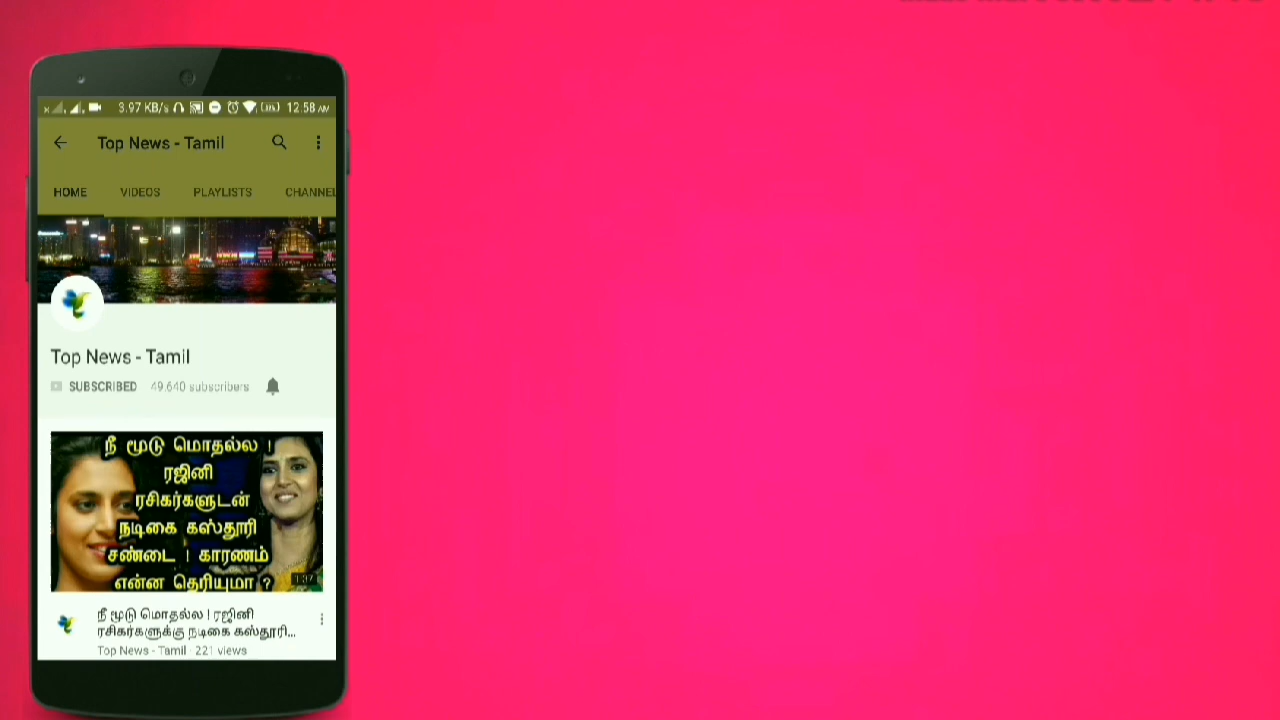 3.97 KB/s 12:58 AM
Top News - Tamil
HOME VIDEOS PLAYLISTS CHANNEL
Top News - Tamil
SUBSCRIBED 49,640 subscribers
நீ மூடு மொதல்ல !
ரஜினி
ரசிகர்களுடன்
நடிகை கஸ்தூரி
சண்டை ! காரணம்
என்ன தெரியுமா ?
நீ மூடு மொதல்ல ! ரஜினி
ரசிகர்களுக்கு நடிகை கஸ்தூரி...
Top News - Tamil · 221 views